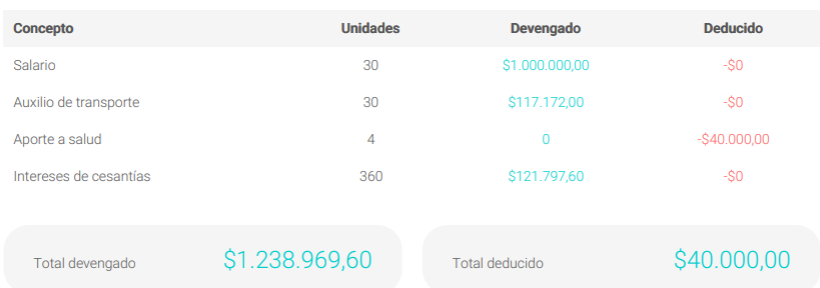 Concepto Unidades Devengado Deducido
Salario 30 $1.000.000,00 -$0
Auxilio de transporte 30 $117.172,00 -$0
Aporte a salud 4 0 -$40.000,00
Intereses de cesantías 360 $121.797,60 -$0
Total devengado $1.238.969,60 Total deducido $40.000,00